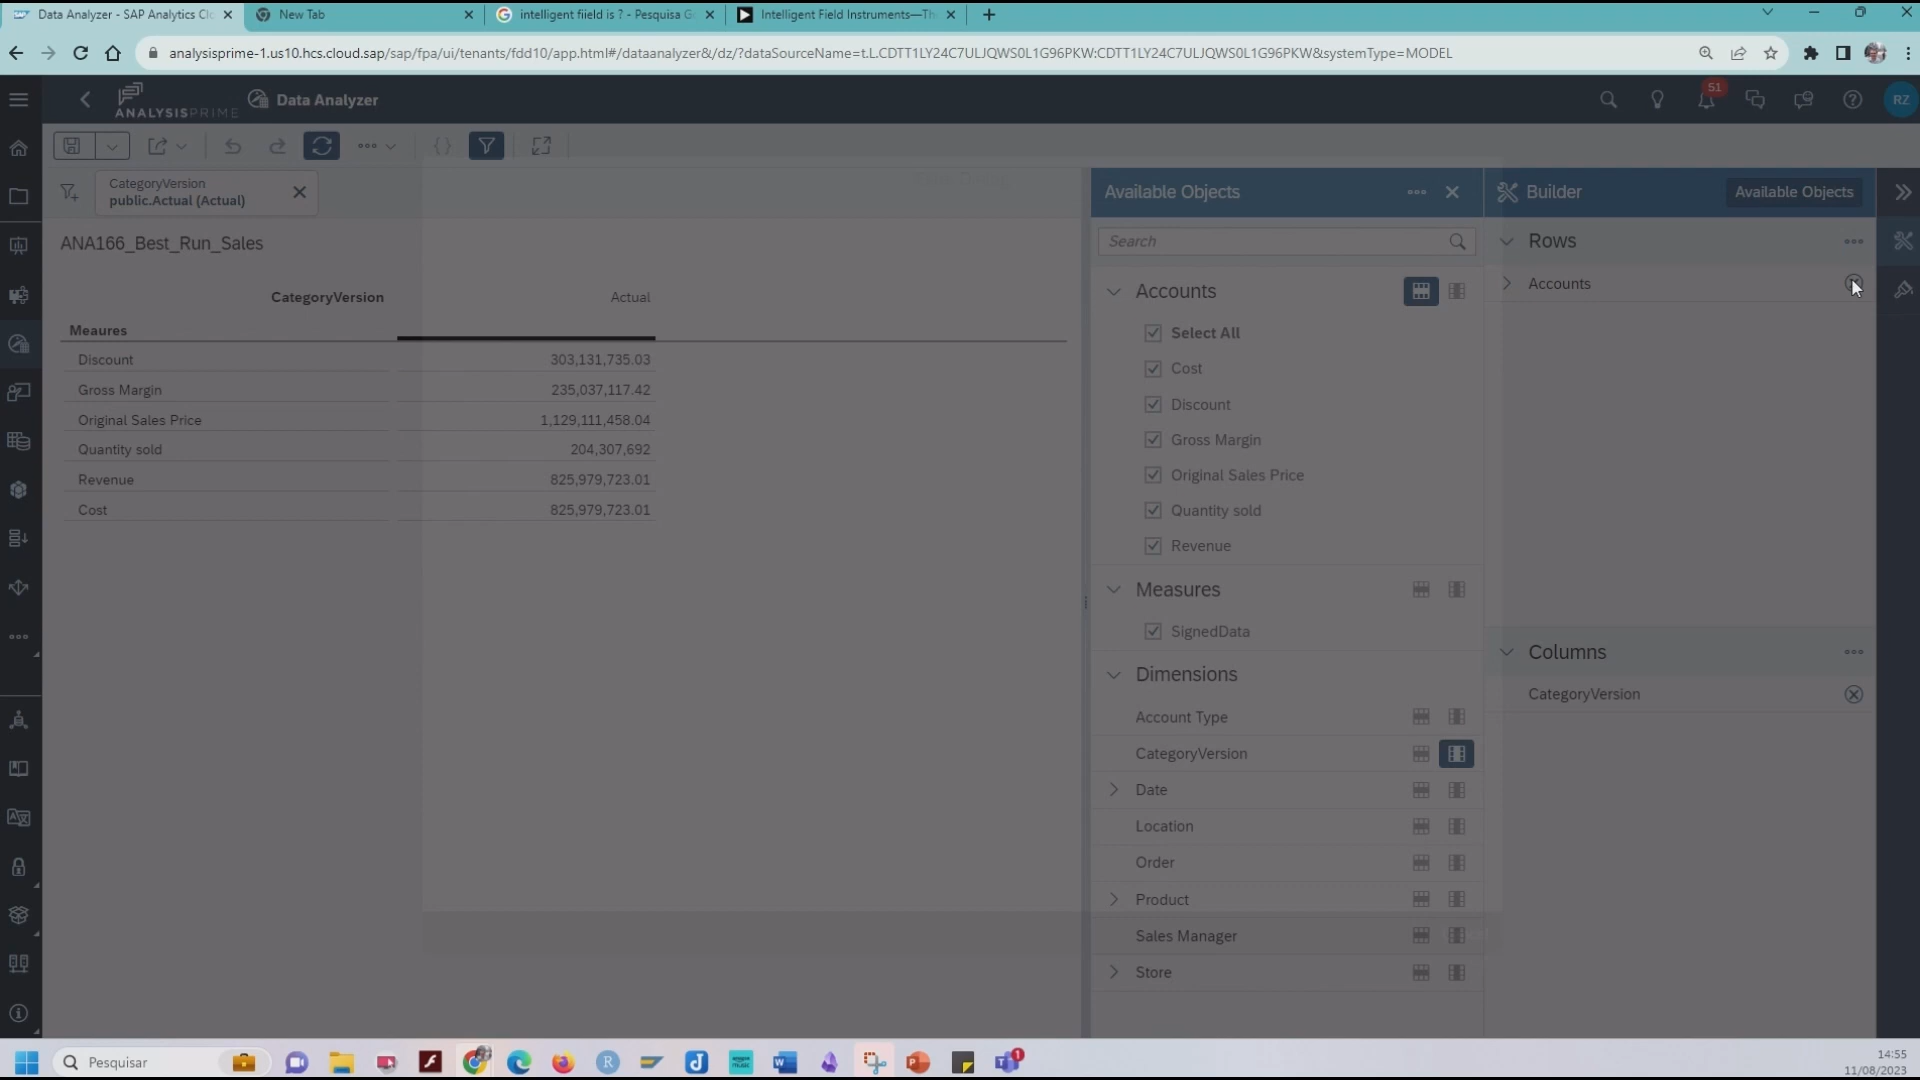 Data Analyzer - SAP Analytics Clo
New Tab
intelligent fiield is ? - Pesquisa G
Intelligent Field Instruments—Th
analysisprime-1.us10.hcs.cloud.sap/sap/fpa/ui/tenants/fdd10/app.html#/dataanalyzer&/dz/?dataSourceName=t.L.CDTT1LY24C7ULJQWS0L1G96PKW:CDTT1LY24C7ULJQWS0L1G96PKW&systemType=MODEL
ANALYSISPRIME
Data Analyzer
51
RZ
CategoryVersion
public.Actual (Actual)
ANA166_Best_Run_Sales
CategoryVersion Actual
Meaures
Discount 303,131,735.03
Gross Margin 235,037,117.42
Original Sales Price 1,129,111,458.04
Quantity sold 204,307,692
Revenue 825,979,723.01
Cost 825,979,723.01
Available Objects
Search
Accounts
Select All
Cost
Discount
Gross Margin
Original Sales Price
Quantity sold
Revenue
Measures
SignedData
Dimensions
Account Type
CategoryVersion
Date
Location
Order
Product
Sales Manager
Store
Builder
Available Objects
Rows
Accounts
Columns
CategoryVersion
Pesquisar
1
14:55
11/08/2023